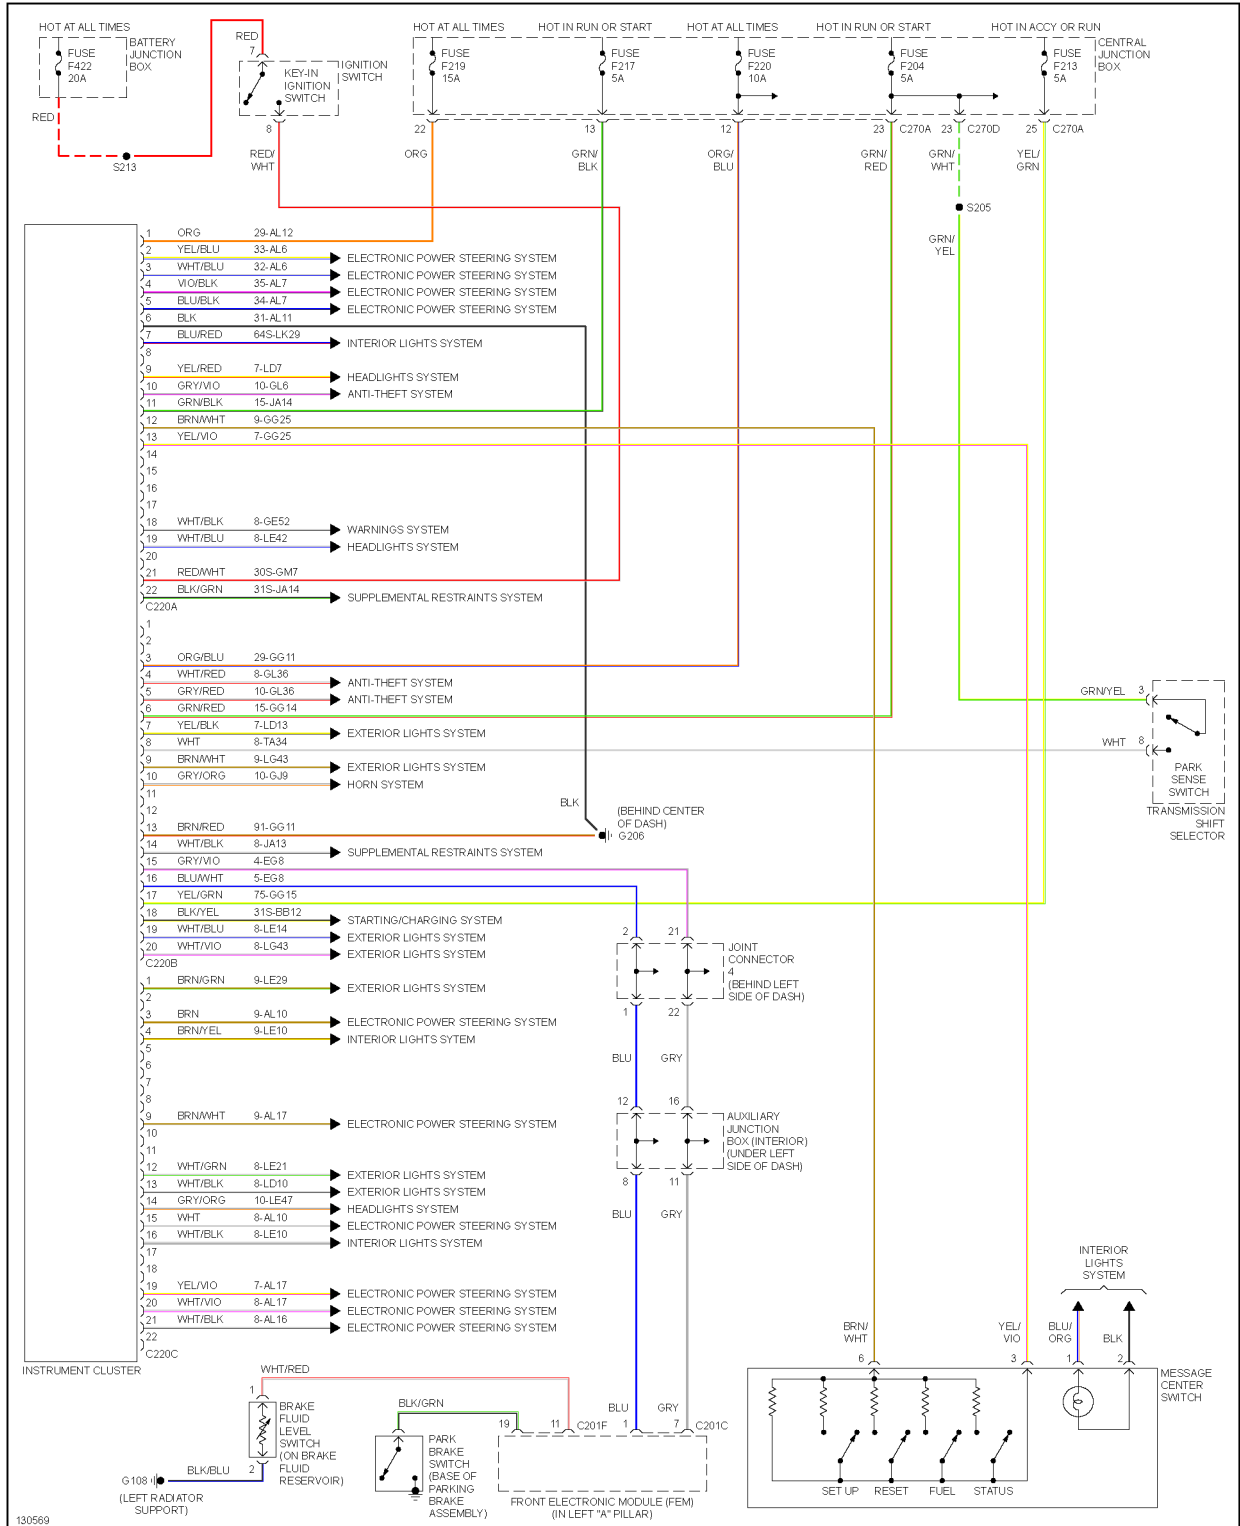 HOT AT ALL TIMES
FUSE
F422
20A
BATTERY
JUNCTION
BOX
RED
S213
RED
7
KEY-IN
IGNITION
SWITCH
IGNITION
SWITCH
8
RED/
WHT
HOT AT ALL TIMES
HOT IN RUN OR START
HOT AT ALL TIMES
HOT IN RUN OR START
HOT IN ACCY OR RUN
FUSE
F219
15A
FUSE
F217
5A
FUSE
F220
10A
FUSE
F204
5A
FUSE
F213
5A
CENTRAL
JUNCTION
BOX
22
13
12
23
C270A
23
C270D
25
C270A
ORG
GRN/
BLK
ORG/
BLU
GRN/
RED
GRN/
WHT
YEL/
GRN
S205
GRN/
YEL
1 ORG 29-AL12
2 YEL/BLU 33-AL6 ELECTRONIC POWER STEERING SYSTEM
3 WHT/BLU 32-AL6 ELECTRONIC POWER STEERING SYSTEM
4 VIO/BLK 35-AL7 ELECTRONIC POWER STEERING SYSTEM
5 BLU/BLK 34-AL7 ELECTRONIC POWER STEERING SYSTEM
6 BLK 31-AL11
7 BLU/RED 64S-LK29 INTERIOR LIGHTS SYSTEM
8
9 YEL/RED 7-LD7 HEADLIGHTS SYSTEM
10 GRY/VIO 10-GL6 ANTI-THEFT SYSTEM
11 GRN/BLK 15-JA14
12 BRN/WHT 9-GG25
13 YEL/VIO 7-GG25
14
15
16
17
18 WHT/BLK 8-GE52 WARNINGS SYSTEM
19 WHT/BLU 8-LE42 HEADLIGHTS SYSTEM
20
21 RED/WHT 30S-GM7
22 BLK/GRN 31S-JA14 SUPPLEMENTAL RESTRAINTS SYSTEM
C220A
1
2
3 ORG/BLU 29-GG11
4 WHT/RED 8-GL36 ANTI-THEFT SYSTEM
5 GRY/RED 10-GL36 ANTI-THEFT SYSTEM
6 GRN/RED 15-GG14
7 YEL/BLK 7-LD13 EXTERIOR LIGHTS SYSTEM
8 WHT 8-TA34
9 BRN/WHT 9-LG43 EXTERIOR LIGHTS SYSTEM
10 GRY/ORG 10-GJ9 HORN SYSTEM
11
12
13 BRN/RED 91-GG11
14 WHT/BLK 8-JA13 SUPPLEMENTAL RESTRAINTS SYSTEM
15 GRY/VIO 4-EG8
16 BLU/WHT 5-EG8
17 YEL/GRN 75-GG15
18 BLK/YEL 31S-BB12 STARTING/CHARGING SYSTEM
19 WHT/BLU 8-LE14 EXTERIOR LIGHTS SYSTEM
20 WHT/VIO 8-LG43 EXTERIOR LIGHTS SYSTEM
C220B
1 BRN/GRN 9-LE29 EXTERIOR LIGHTS SYSTEM
2
3 BRN 9-AL10 ELECTRONIC POWER STEERING SYSTEM
4 BRN/YEL 9-LE10 INTERIOR LIGHTS SYTEM
5
6
7
8
9 BRN/WHT 9-AL17 ELECTRONIC POWER STEERING SYSTEM
10
11
12 WHT/GRN 8-LE21 EXTERIOR LIGHTS SYSTEM
13 WHT/BLK 8-LD10 EXTERIOR LIGHTS SYSTEM
14 GRY/ORG 10-LE47 HEADLIGHTS SYSTEM
15 WHT 8-AL10 ELECTRONIC POWER STEERING SYSTEM
16 WHT/BLK 8-LE10 INTERIOR LIGHTS SYSTEM
17
18
19 YEL/VIO 7-AL17 ELECTRONIC POWER STEERING SYSTEM
20 WHT/VIO 8-AL17 ELECTRONIC POWER STEERING SYSTEM
21 WHT/BLK 8-AL16 ELECTRONIC POWER STEERING SYSTEM
22
C220C
INSTRUMENT CLUSTER
BLK
(BEHIND CENTER
OF DASH)
G206
GRN/YEL
3
WHT
8
PARK
SENSE
SWITCH
TRANSMISSION
SHIFT
SELECTOR
2
21
JOINT
CONNECTOR
4
(BEHIND LEFT
SIDE OF DASH)
1
22
BLU
GRY
12
16
AUXILIARY
JUNCTION
BOX (INTERIOR)
(UNDER LEFT
SIDE OF DASH)
8
11
BLU
GRY
INTERIOR
LIGHTS
SYSTEM
BRN/
WHT
YEL/
VIO
BLU/
ORG
BLK
6
3
1
2
MESSAGE
CENTER
SWITCH
SET UP
RESET
FUEL
STATUS
WHT/RED
1
BRAKE
FLUID
LEVEL
SWITCH
(ON BRAKE
FLUID
RESERVOIR)
2
BLK/BLU
G108
(LEFT RADIATOR
SUPPORT)
BLK/GRN
PARK
BRAKE
SWITCH
(BASE OF
PARKING
BRAKE
ASSEMBLY)
BLU
GRY
19
11
C201F
1
7
C201C
FRONT ELECTRONIC MODULE (FEM)
(IN LEFT "A" PILLAR)
130569